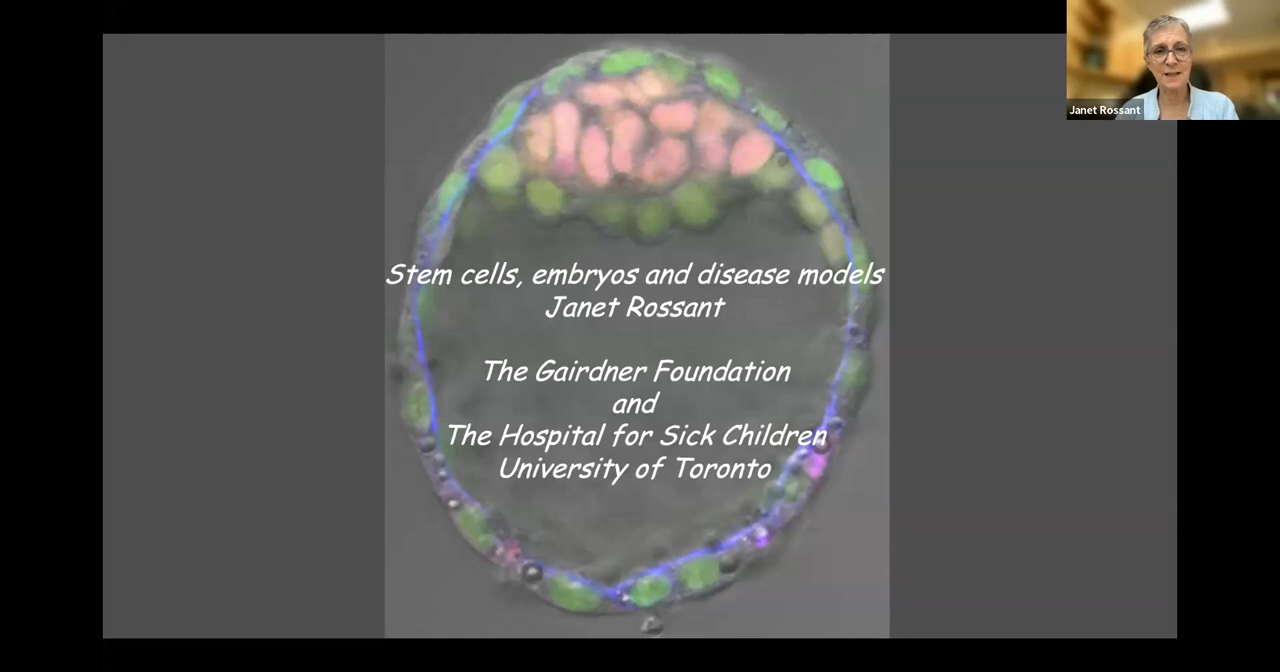 Janet Rossant
Stem cells, embryos and disease models
Janet Rossant
The Gairdner Foundation
and
The Hospital for Sick Children
University of Toronto